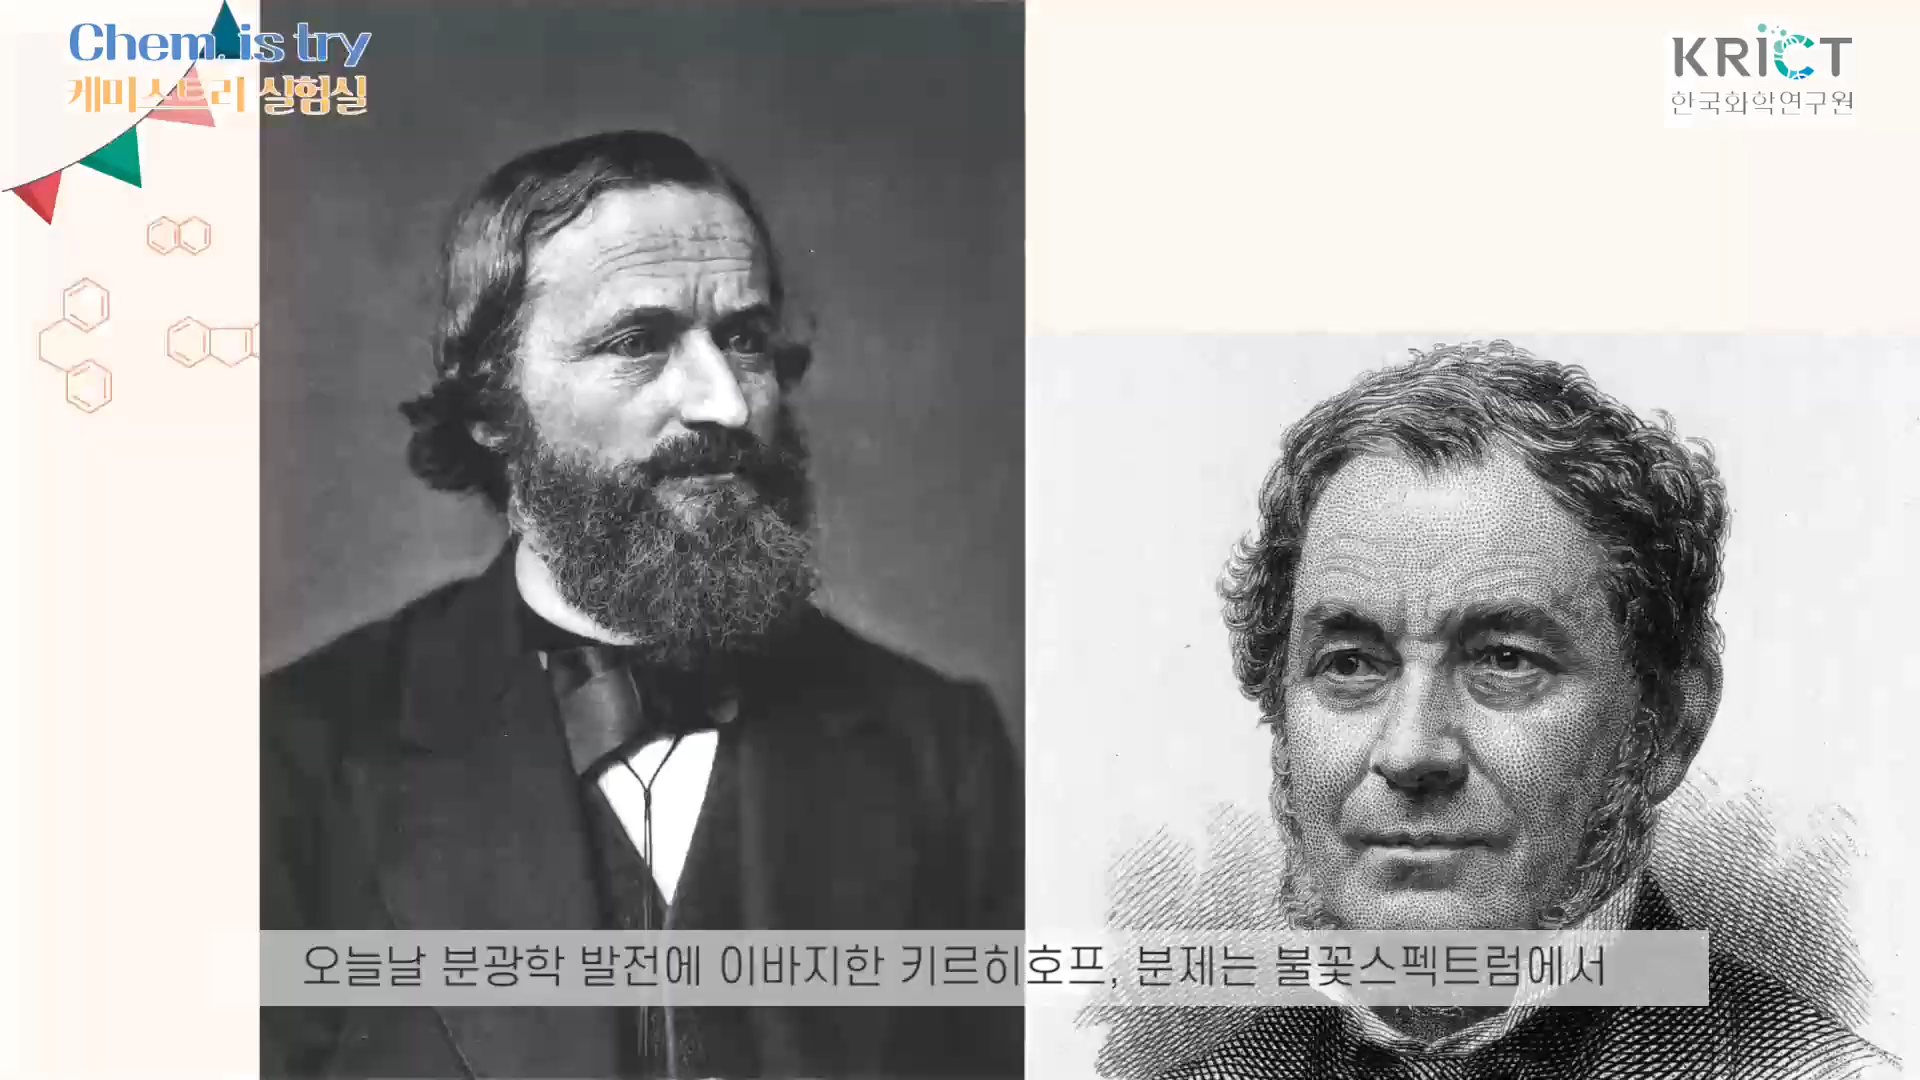 Chem.is try
케미스트리 실험실
KRICT
한국화학연구원
오늘날 분광학 발전에 이바지한 키르히호프, 분제는 불꽃스펙트럼에서